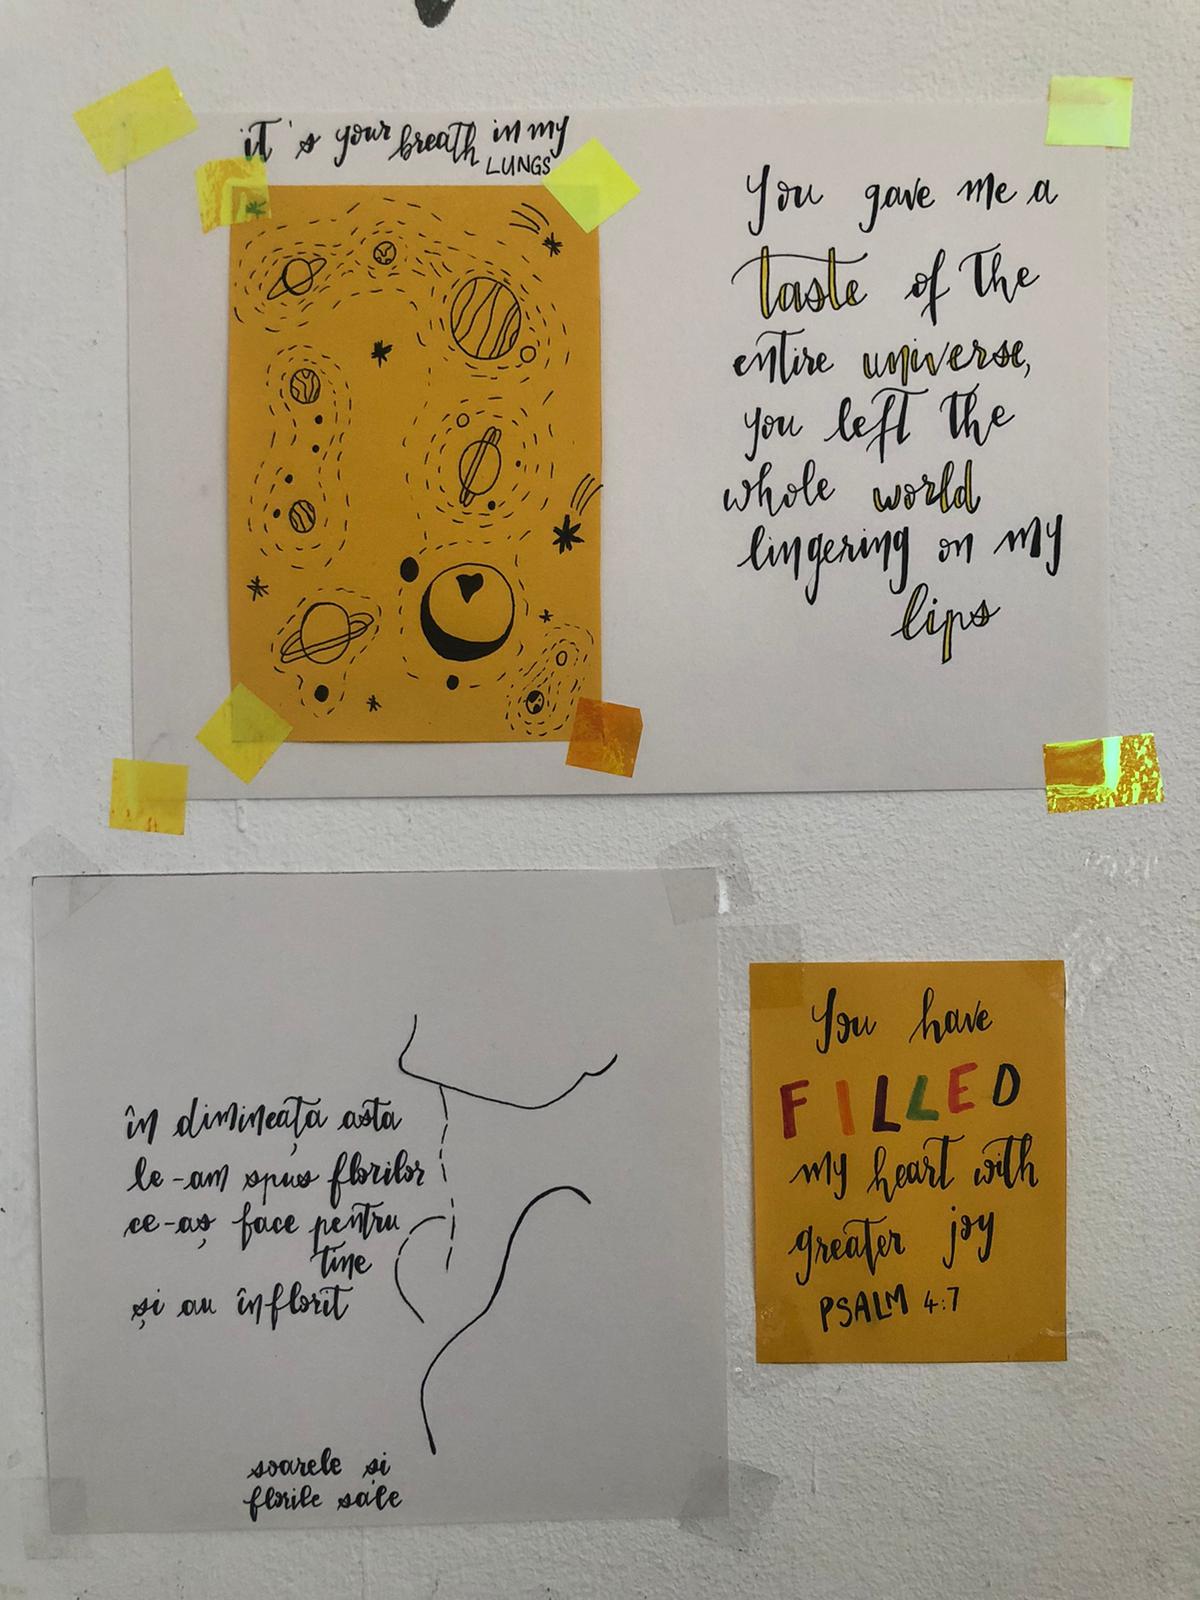 it's your breath in my
LUNGS
You gave me a
taste of the
entire universe,
you left the
whole world
lingering on my
lips
în dimineața asta
le-am spus florilor
ce-aș face pentru
tine
și au înflorit
soarele și
florile sale
You have
FILLED
my heart with
greater joy
PSALM 4:7